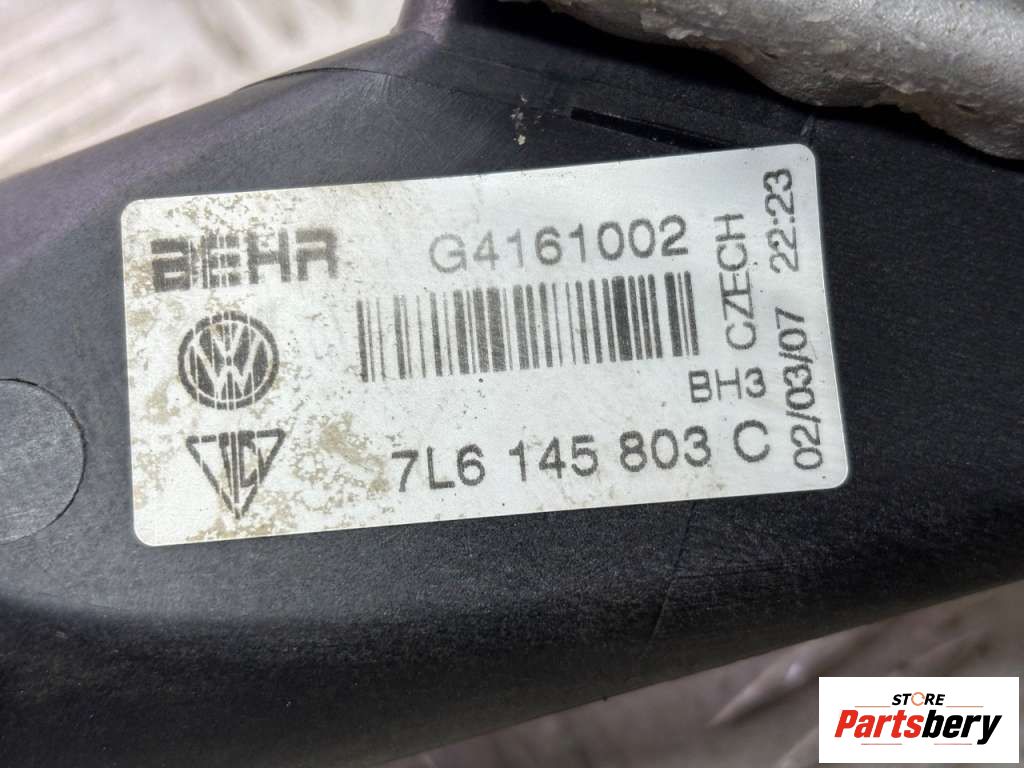 BEHR
G4161002
BH3
7L6 145 803 C
CZECH
02/03/07 22:23
STORE
Partsbery